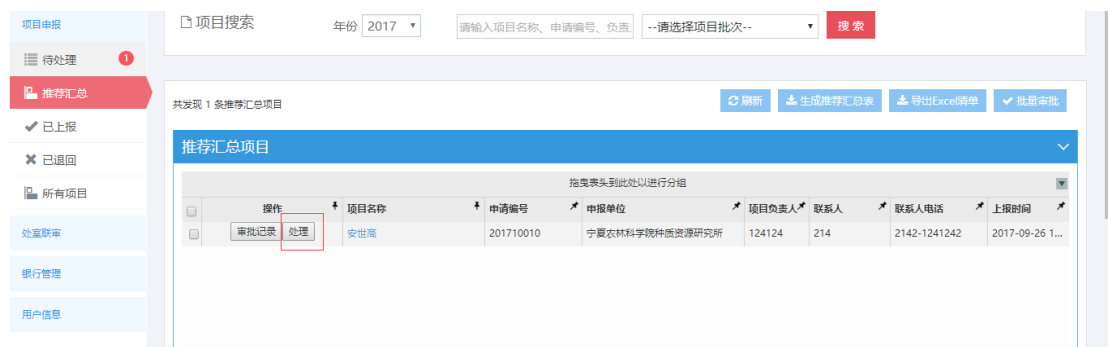 项目申报
待处理 1
推荐汇总
已上报
已退回
所有项目
处室联审
银行管理
用户信息
项目搜索 年份 2017 请输入项目名称、申请编号、负责 --请选择项目批次-- 搜 索
共发现 1 条推荐汇总项目 刷新 生成推荐汇总表 导出Excel清单 批量审批
推荐汇总项目
拖曳表头到此处以进行分组
操作 项目名称 申请编号 申报单位 项目负责人 联系人 联系人电话 上报时间
审批记录 处理 安世高 201710010 宁夏农林科学院种质资源研究所 124124 214 2142-1241242 2017-09-26 1...